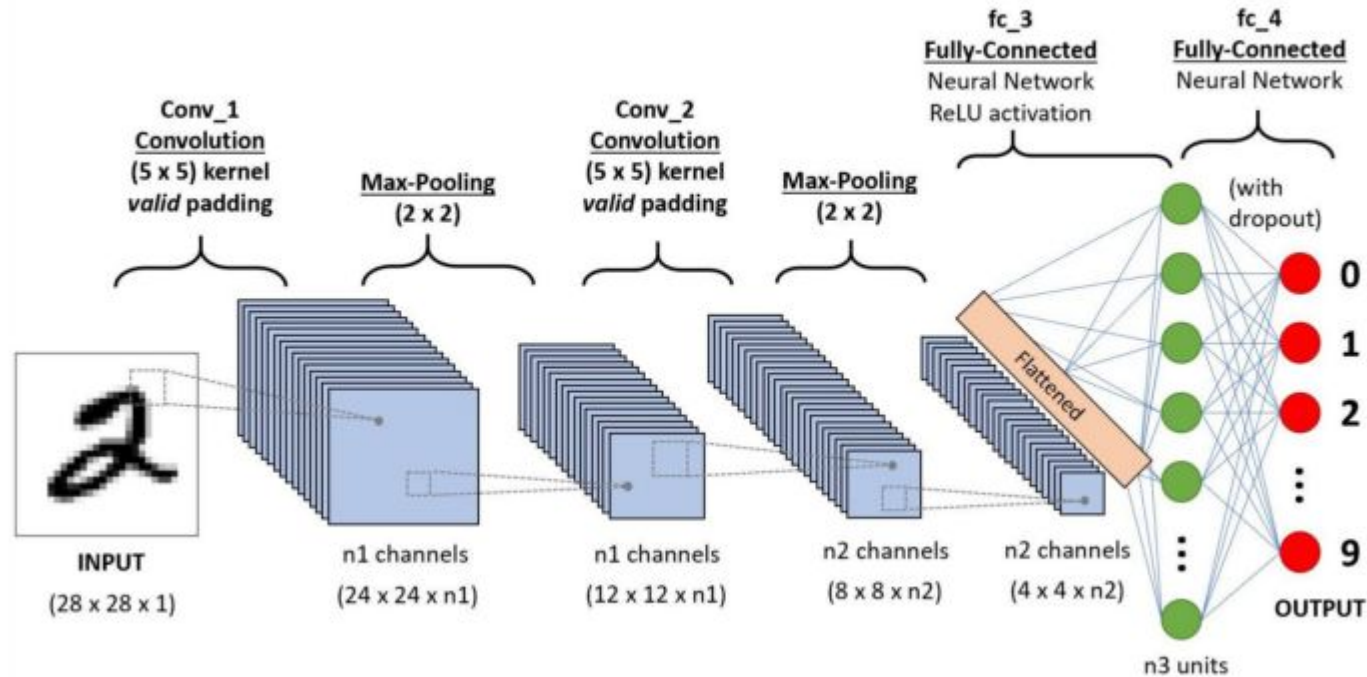 fc_3
Fully-Connected
Neural Network
ReLU activation
fc_4
Fully-Connected
Neural Network
Conv_1
Convolution
(5 x 5) kernel
valid padding
Max-Pooling
(2 x 2)
Conv_2
Convolution
(5 x 5) kernel
valid padding
Max-Pooling
(2 x 2)
(with
dropout)
2
Flattened
0
1
2
...
9
...
INPUT
(28 x 28 x 1)
n1 channels
(24 x 24 x n1)
n1 channels
(12 x 12 x n1)
n2 channels
(8 x 8 x n2)
n2 channels
(4 x 4 x n2)
n3 units
OUTPUT